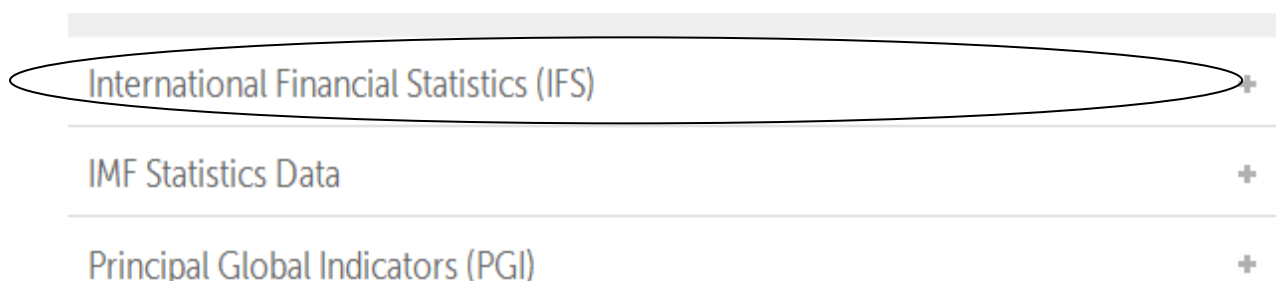 International Financial Statistics (IFS)
IMF Statistics Data
Principal Global Indicators (PGI)